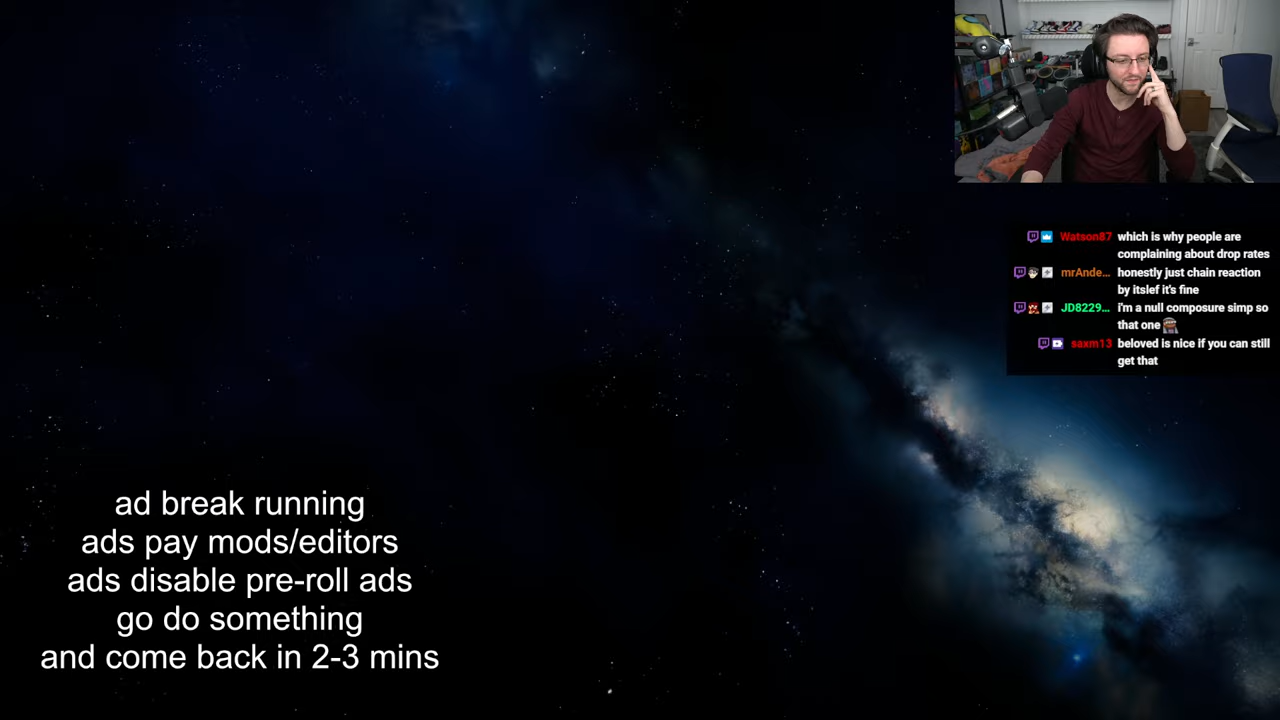 Watson87 which is why people are
complaining about drop rates
mrAnde... honestly just chain reaction
by itslef it's fine
JD8229... i'm a null composure simp so
that one
saxm13 beloved is nice if you can still
get that
ad break running
ads pay mods/editors
ads disable pre-roll ads
go do something
and come back in 2-3 mins